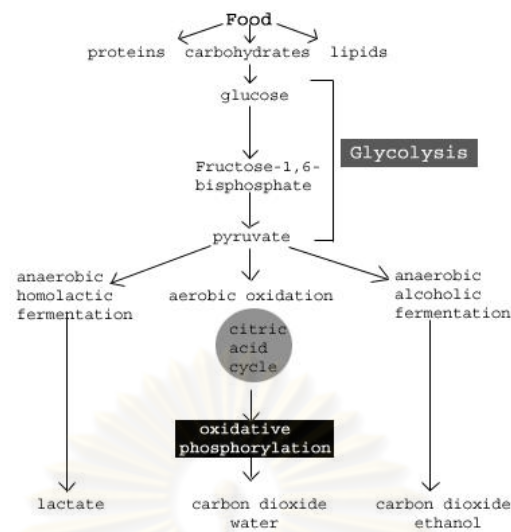 Food
proteins carbohydrates lipids
glucose
Glycolysis
Fructose-1,6-
bisphosphate
pyruvate
anaerobic
homolactic
fermentation
aerobic oxidation
anaerobic
alcoholic
fermentation
citric
acid
cycle
oxidative
phosphorylation
lactate
carbon dioxide
water
carbon dioxide
ethanol